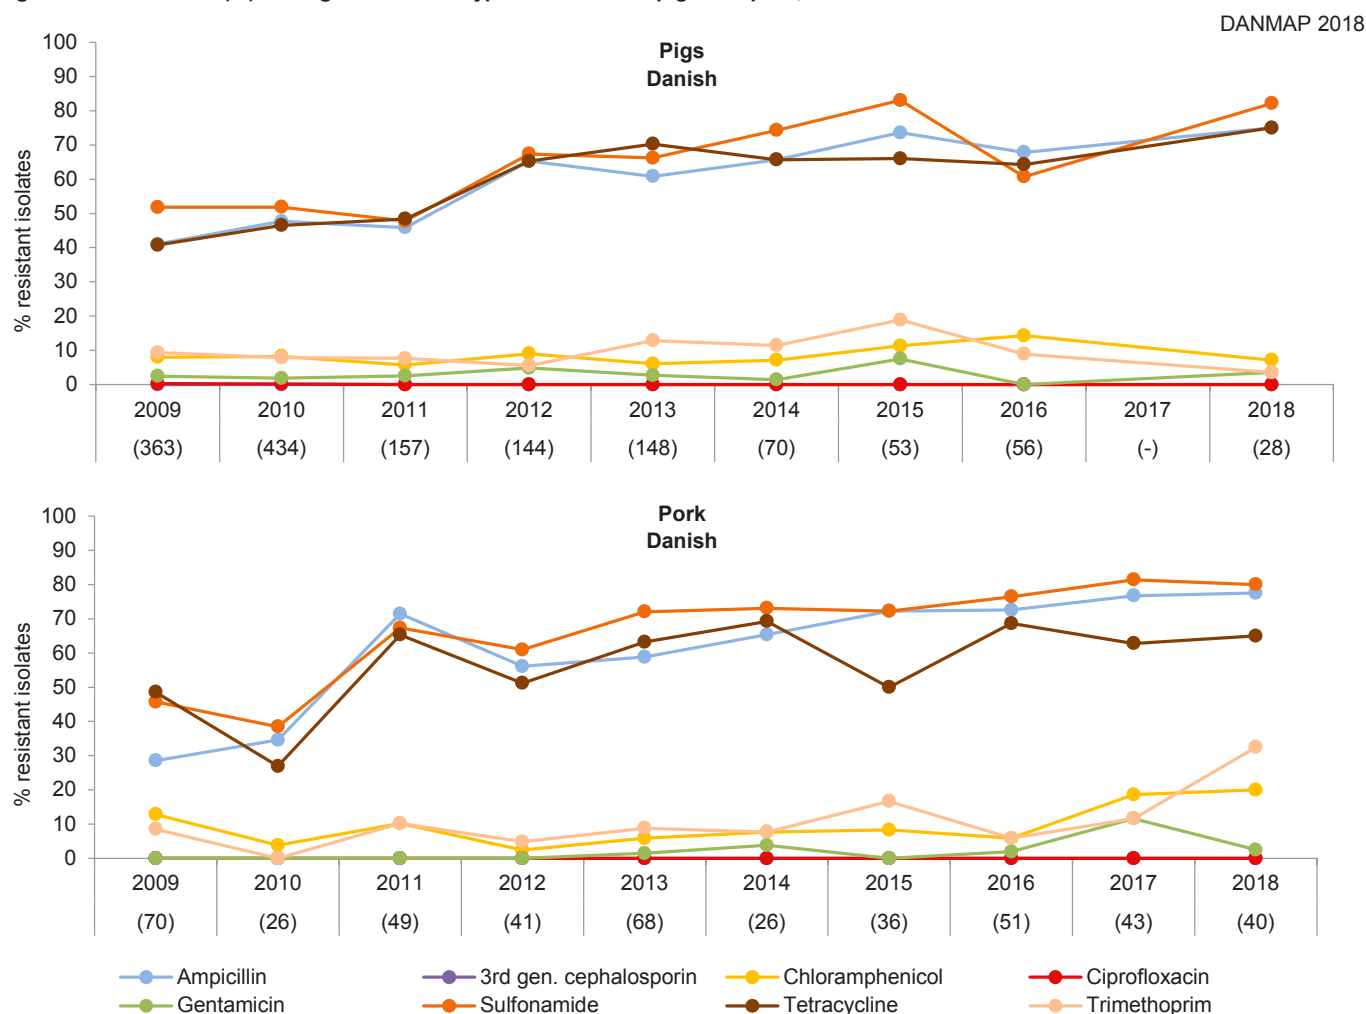 DANMAP 2018
Pigs
Danish
% resistant isolates
100
90
80
70
60
50
40
30
20
10
0
2009 2010 2011 2012 2013 2014 2015 2016 2017 2018
(363) (434) (157) (144) (148) (70) (53) (56) (-) (28)
Pork
Danish
% resistant isolates
100
90
80
70
60
50
40
30
20
10
0
2009 2010 2011 2012 2013 2014 2015 2016 2017 2018
(70) (26) (49) (41) (68) (26) (36) (51) (43) (40)
Ampicillin 3rd gen. cephalosporin Chloramphenicol Ciprofloxacin
Gentamicin Sulfonamide Tetracycline Trimethoprim